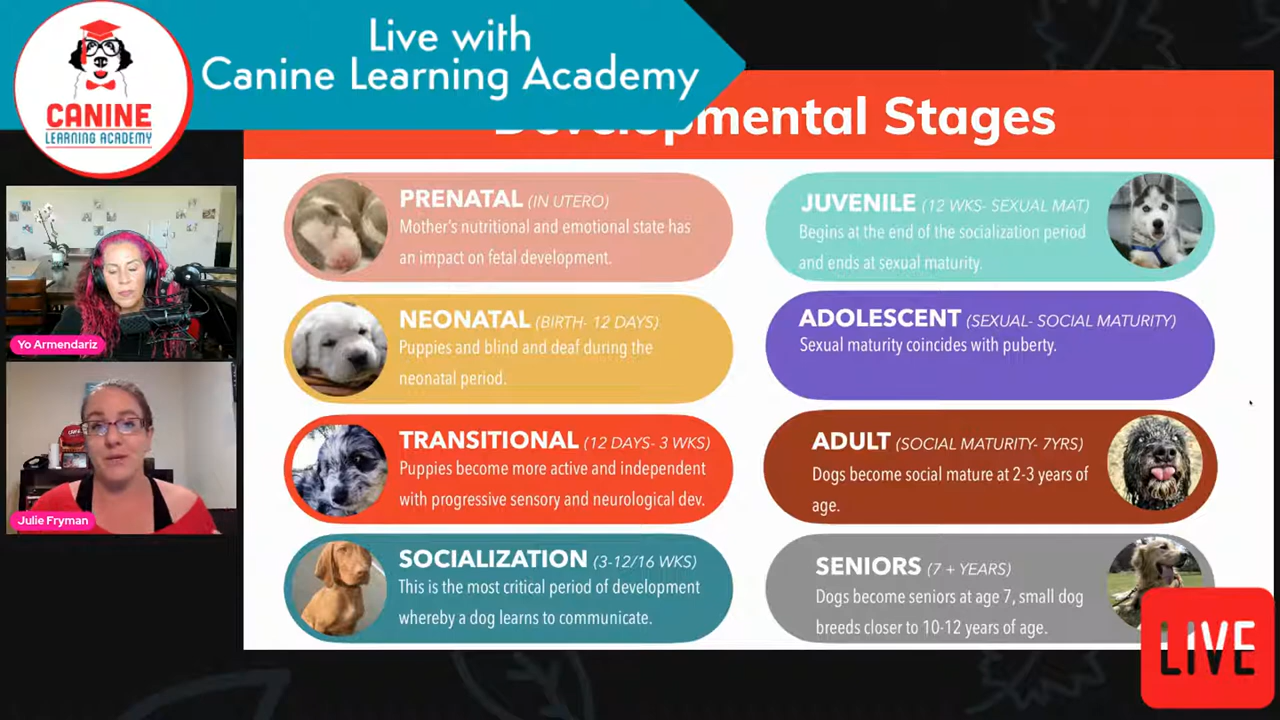 Live with
Canine Learning Academy
CANINE
LEARNING ACADEMY
Developmental Stages
Yo Armendariz
Julie Fryman
PRENATAL (IN UTERO)
Mother's nutritional and emotional state has
an impact on fetal development.
NEONATAL (BIRTH- 12 DAYS)
Puppies and blind and deaf during the
neonatal period.
TRANSITIONAL (12 DAYS- 3 WKS)
Puppies become more active and independent
with progressive sensory and neurological dev.
SOCIALIZATION (3-12/16 WKS)
This is the most critical period of development
whereby a dog learns to communicate.
JUVENILE (12 WKS- SEXUAL MAT)
Begins at the end of the socialization period
and ends at sexual maturity.
ADOLESCENT (SEXUAL- SOCIAL MATURITY)
Sexual maturity coincides with puberty.
ADULT (SOCIAL MATURITY- 7YRS)
Dogs become social mature at 2-3 years of
age.
SENIORS (7 + YEARS)
Dogs become seniors at age 7, small dog
breeds closer to 10-12 years of age.
LIVE